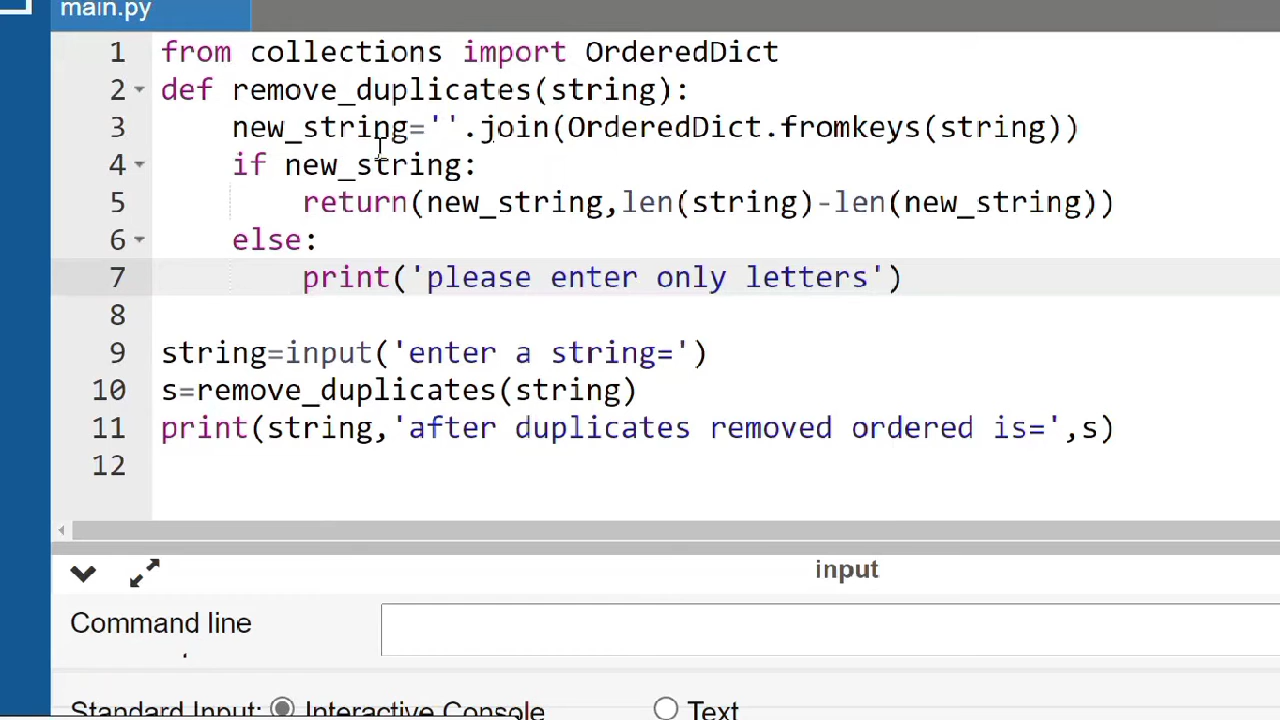 main.py
1 from collections import OrderedDict
2 def remove_duplicates(string):
3 new_string=''.join(OrderedDict.fromkeys(string))
4 if new_string:
5 return(new_string,len(string)-len(new_string))
6 else:
7 print('please enter only letters')
8
9 string=input('enter a string=')
10 s=remove_duplicates(string)
11 print(string,'after duplicates removed ordered is=',s)
12
input
Command line
Standard Input: Interactive Console Text